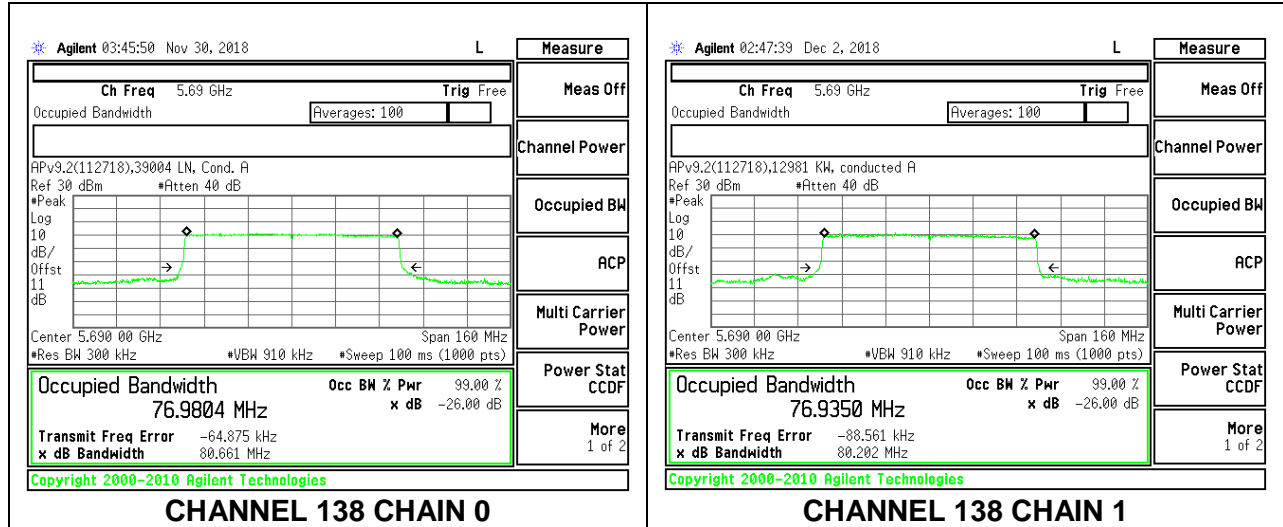 Agilent 03:45:50 Nov 30, 2018 L Measure
Ch Freq 5.69 GHz Trig Free
Meas Off
Occupied Bandwidth Averages: 100
Channel Power
APv9.2(112718),39004 LN, Cond. A
Ref 30 dBm #Atten 40 dB
#Peak
Log
10
dB/
Offst
11
dB
Occupied BW
ACP
Multi Carrier
Power
Center 5.690 00 GHz Span 160 MHz
#Res BW 300 kHz #VBW 910 kHz #Sweep 100 ms (1000 pts)
Power Stat
CCDF
Occupied Bandwidth Occ BW % Pwr 99.00 %
76.9804 MHz x dB -26.00 dB
Transmit Freq Error -64.875 kHz
x dB Bandwidth 80.661 MHz
More
1 of 2
Copyright 2000-2010 Agilent Technologies
CHANNEL 138 CHAIN 0
Agilent 02:47:39 Dec 2, 2018 L Measure
Ch Freq 5.69 GHz Trig Free
Meas Off
Occupied Bandwidth Averages: 100
Channel Power
APv9.2(112718),12981 KW, conducted A
Ref 30 dBm #Atten 40 dB
#Peak
Log
10
dB/
Offst
11
dB
Occupied BW
ACP
Multi Carrier
Power
Center 5.690 00 GHz Span 160 MHz
#Res BW 300 kHz #VBW 910 kHz #Sweep 100 ms (1000 pts)
Power Stat
CCDF
Occupied Bandwidth Occ BW % Pwr 99.00 %
76.9350 MHz x dB -26.00 dB
Transmit Freq Error -88.561 kHz
x dB Bandwidth 80.202 MHz
More
1 of 2
Copyright 2000-2010 Agilent Technologies
CHANNEL 138 CHAIN 1